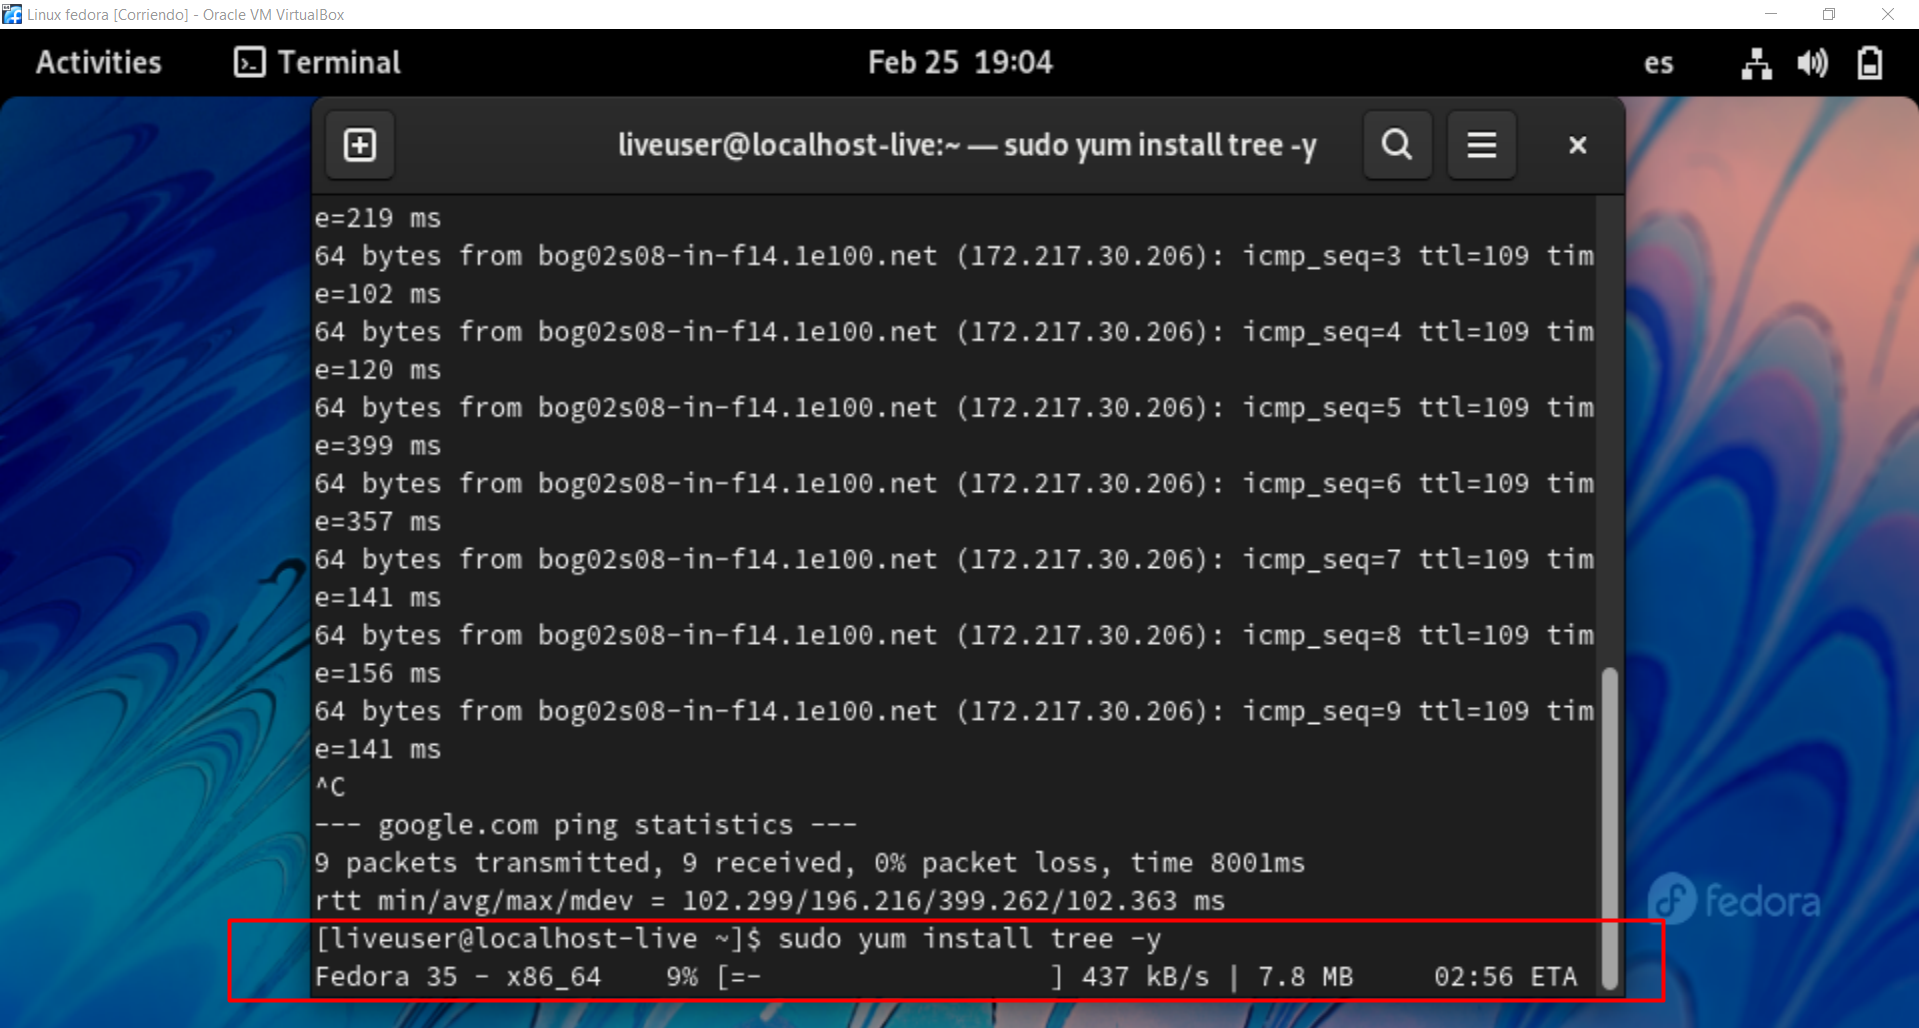 Linux fedora [Corriendo] - Oracle VM VirtualBox
Activities Terminal Feb 25 19:04 es
liveuser@localhost-live:~ — sudo yum install tree -y
e=219 ms
64 bytes from bog02s08-in-f14.1e100.net (172.217.30.206): icmp_seq=3 ttl=109 tim
e=102 ms
64 bytes from bog02s08-in-f14.1e100.net (172.217.30.206): icmp_seq=4 ttl=109 tim
e=120 ms
64 bytes from bog02s08-in-f14.1e100.net (172.217.30.206): icmp_seq=5 ttl=109 tim
e=399 ms
64 bytes from bog02s08-in-f14.1e100.net (172.217.30.206): icmp_seq=6 ttl=109 tim
e=357 ms
64 bytes from bog02s08-in-f14.1e100.net (172.217.30.206): icmp_seq=7 ttl=109 tim
e=141 ms
64 bytes from bog02s08-in-f14.1e100.net (172.217.30.206): icmp_seq=8 ttl=109 tim
e=156 ms
64 bytes from bog02s08-in-f14.1e100.net (172.217.30.206): icmp_seq=9 ttl=109 tim
e=141 ms
^C
--- google.com ping statistics ---
9 packets transmitted, 9 received, 0% packet loss, time 8001ms
rtt min/avg/max/mdev = 102.299/196.216/399.262/102.363 ms
fedora
[liveuser@localhost-live ~]$ sudo yum install tree -y
Fedora 35 - x86_64    9% [=-                  ] 437 kB/s | 7.8 MB     02:56 ETA